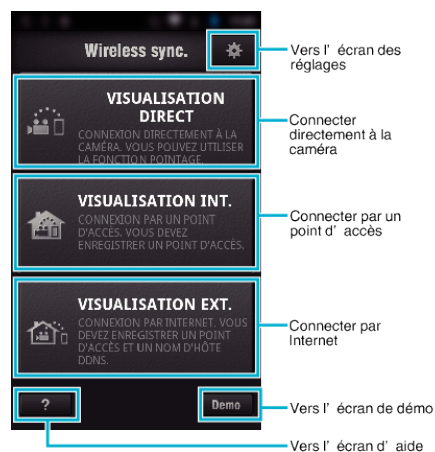 Wireless sync.
Vers l' écran des
réglages
VISUALISATION
DIRECT
CONNEXION DIRECTEMENT À LA
CAMÉRA. VOUS POUVEZ UTILISER
LA FONCTION POINTAGE.
Connecter
directement à la
caméra
VISUALISATION INT.
CONNEXION PAR UN POINT
D'ACCÈS. VOUS DEVEZ
ENREGISTRER UN POINT D'ACCÈS.
Connecter par un
point d' accès
VISUALISATION EXT.
CONNEXION PAR INTERNET. VOUS
DEVEZ ENREGISTRER UN POINT
D'ACCÈS ET UN NOM D'HÔTE
DDNS.
Connecter par
Internet
?
Demo
Vers l' écran de démo
Vers l' écran d' aide